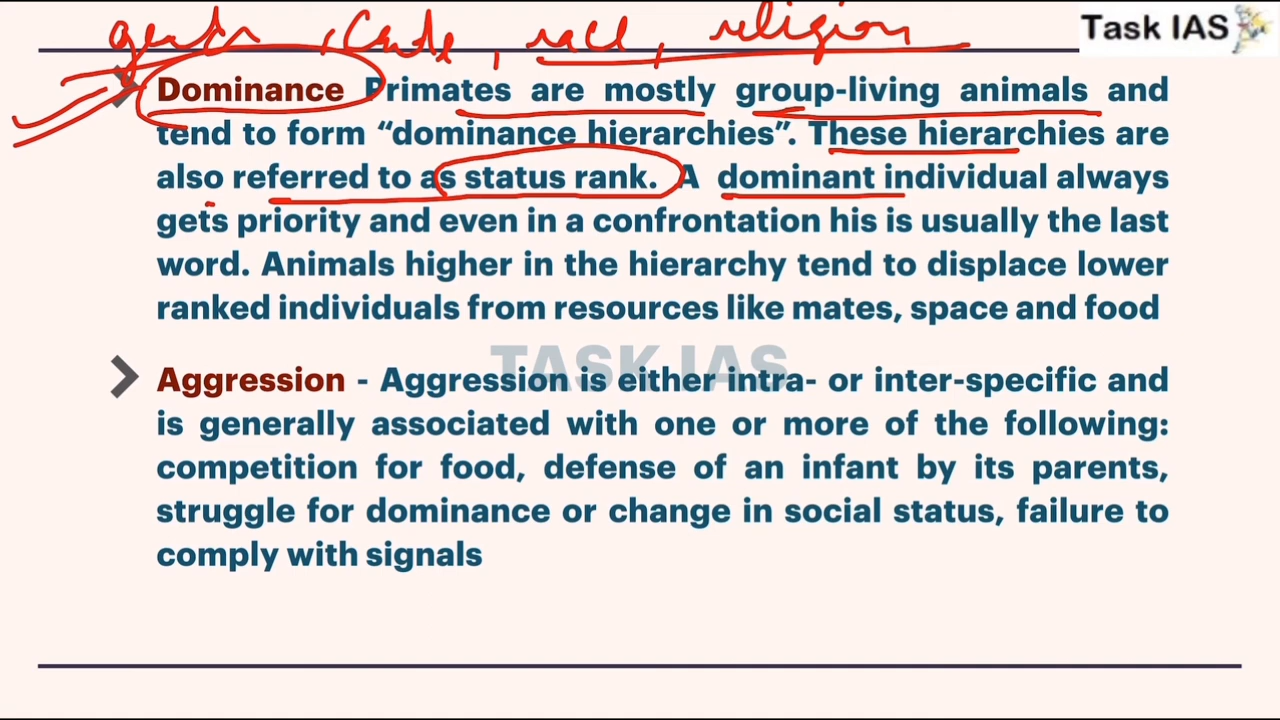 gender, Caste, race, religion
Task IAS
Dominance Primates are mostly group-living animals and
tend to form “dominance hierarchies”. These hierarchies are
also referred to as status rank. A dominant individual always
gets priority and even in a confrontation his is usually the last
word. Animals higher in the hierarchy tend to displace lower
ranked individuals from resources like mates, space and food
TASK IAS
Aggression - Aggression is either intra- or inter-specific and
is generally associated with one or more of the following:
competition for food, defense of an infant by its parents,
struggle for dominance or change in social status, failure to
comply with signals